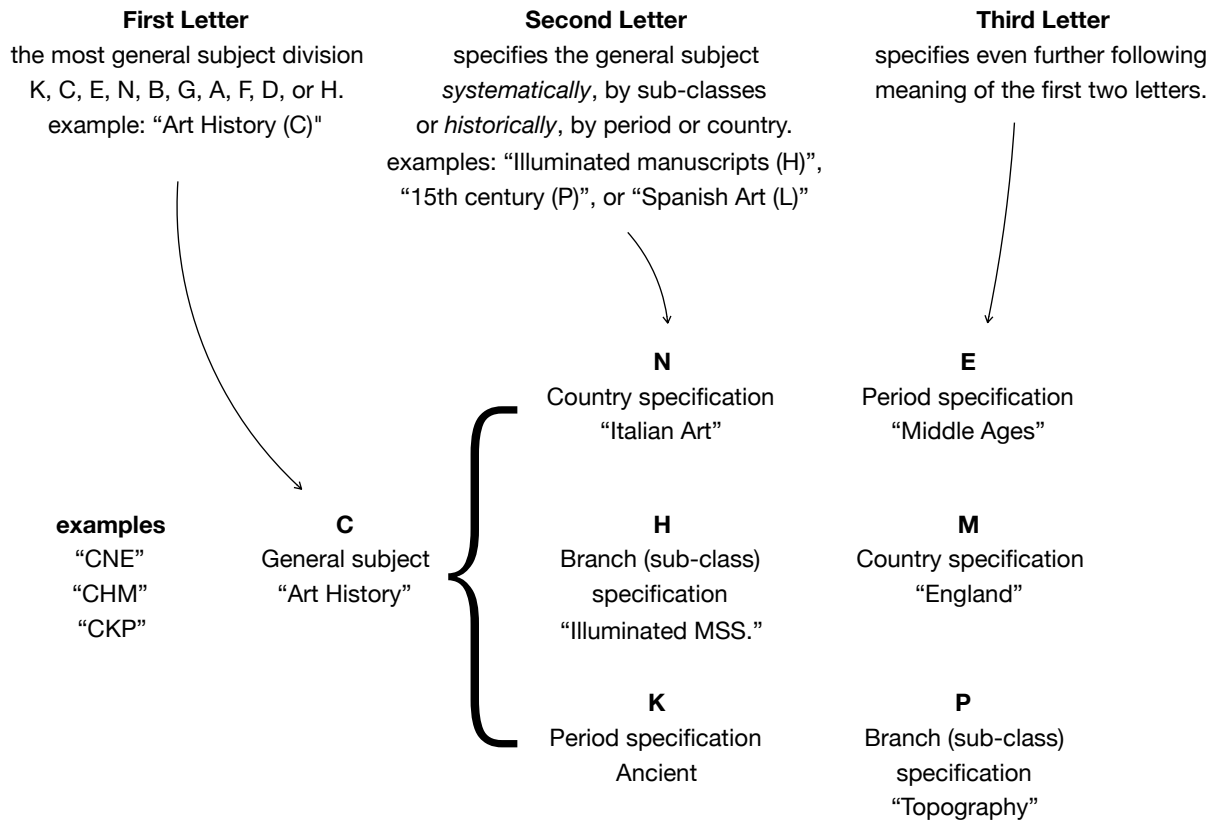 First Letter
the most general subject division
K, C, E, N, B, G, A, F, D, or H.
example: “Art History (C)"
Second Letter
specifies the general subject
systematically, by sub-classes
or historically, by period or country.
examples: “Illuminated manuscripts (H)”,
“15th century (P)”, or “Spanish Art (L)”
Third Letter
specifies even further following
meaning of the first two letters.
examples
“CNE”
“CHM”
“CKP”
C
General subject
“Art History”
N
Country specification
“Italian Art”
E
Period specification
“Middle Ages”
H
Branch (sub-class)
specification
“Illuminated MSS.”
M
Country specification
“England”
K
Period specification
Ancient
P
Branch (sub-class)
specification
“Topography”